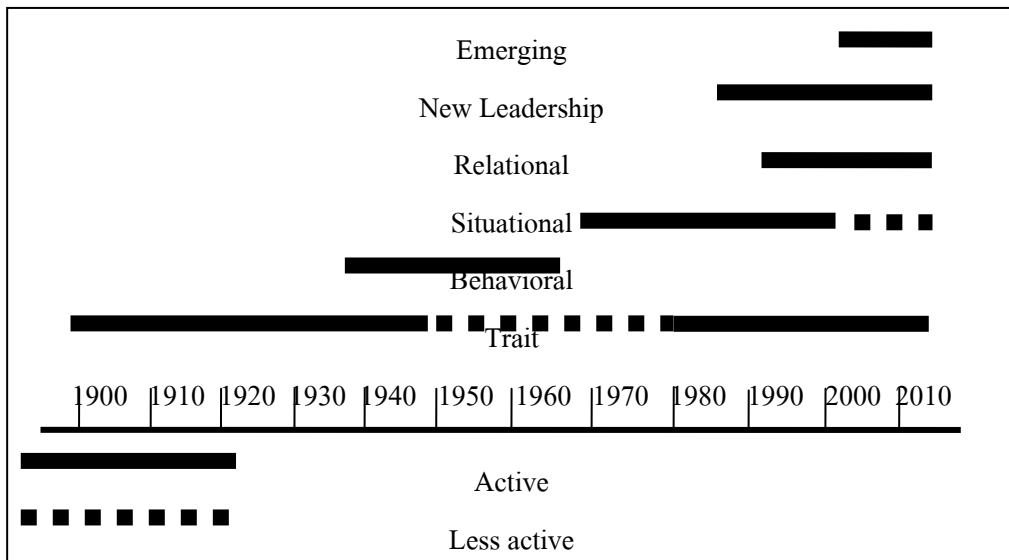 Emerging
New Leadership
Relational
Situational
Behavioral
Trait
1900 1910 1920 1930 1940 1950 1960 1970 1980 1990 2000 2010
Active
Less active